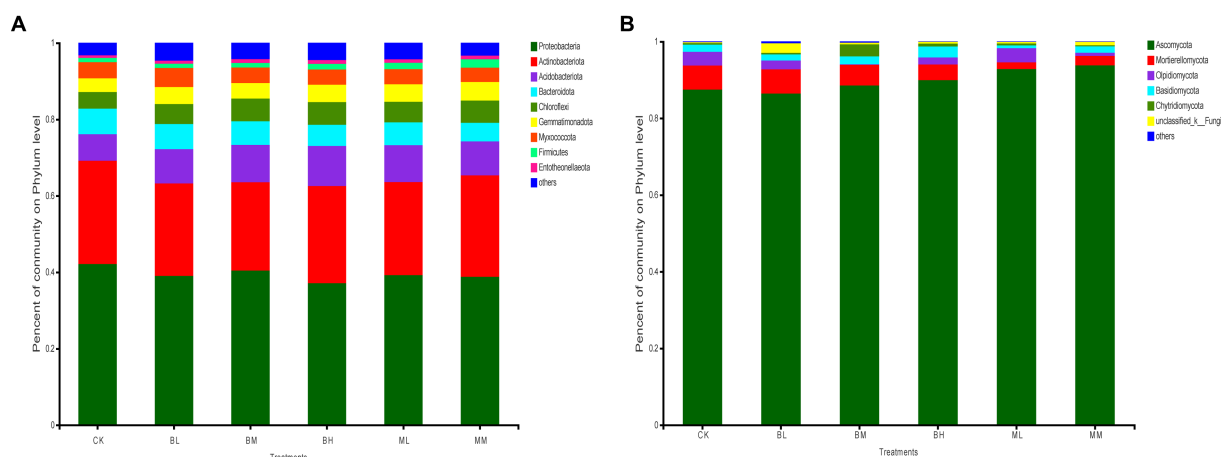 A
Pencent of community on Phylum level
1
0.8
0.6
0.4
0.2
0
CK BL BM BH ML MM
Treatments
Proteobacteria
Actinobacteriota
Acidobacteriota
Bacteroidota
Chloroflexi
Gemmatimonadota
Myxococcota
Firmicutes
Entotheonellaeota
others
B
Pencent of community on Phylum level
1
0.8
0.6
0.4
0.2
0
CK BL BM BH ML MM
Treatments
Ascomycota
Mortierellomycota
Olpidiomycota
Basidiomycota
Chytridiomycota
unclassified_k__Fungi
others